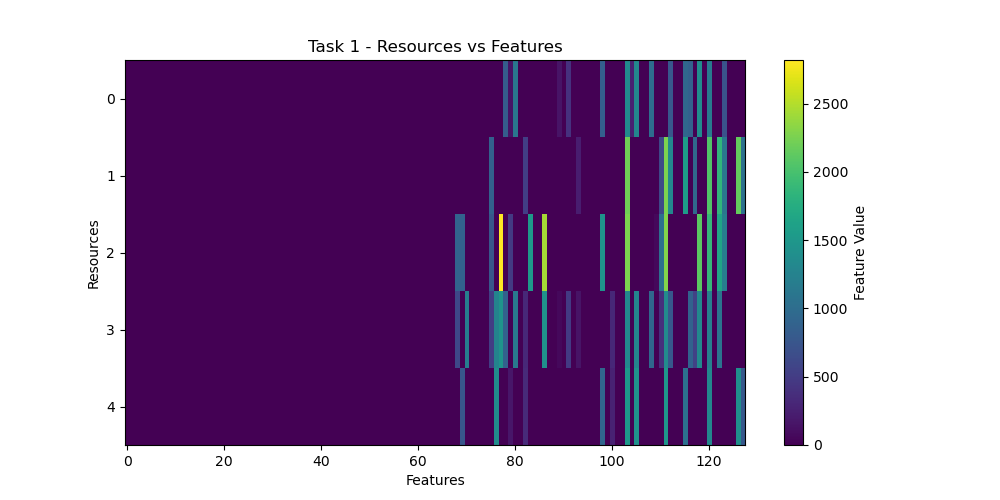 Task 1 - Resources vs Features
Resources
0
1
2
3
4
0 20 40 60 80 100 120
Features
2500
2000
1500
1000
500
0
Feature Value